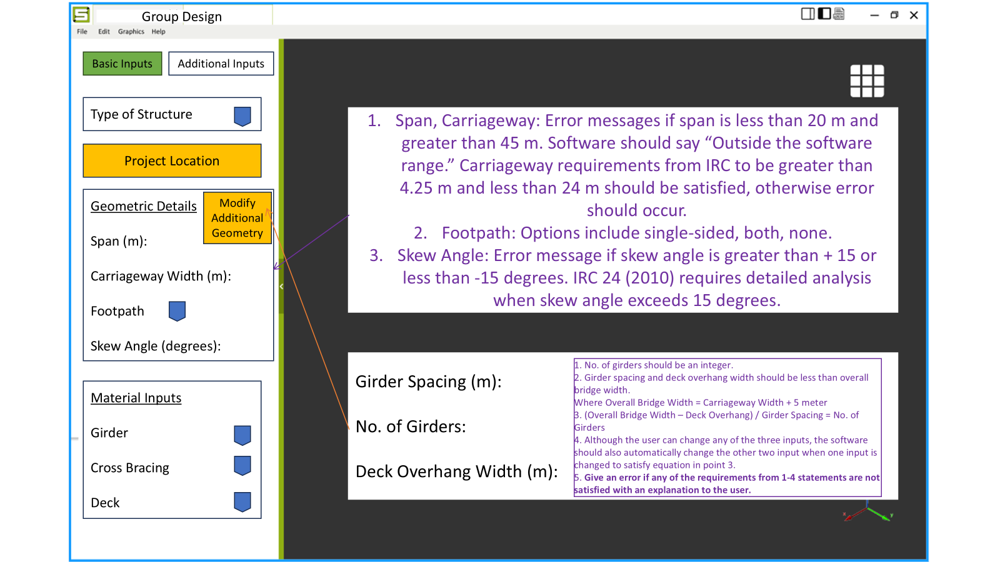 Group Design
File Edit Graphics Help
Basic Inputs
Additional Inputs
Type of Structure
Project Location
Geometric Details
Modify
Additional
Geometry
Span (m):
Carriageway Width (m):
Footpath
Skew Angle (degrees):
Material Inputs
Girder
Cross Bracing
Deck
1. Span, Carriageway: Error messages if span is less than 20 m and
greater than 45 m. Software should say “Outside the software
range.” Carriageway requirements from IRC to be greater than
4.25 m and less than 24 m should be satisfied, otherwise error
should occur.
2. Footpath: Options include single-sided, both, none.
3. Skew Angle: Error message if skew angle is greater than + 15 or
less than -15 degrees. IRC 24 (2010) requires detailed analysis
when skew angle exceeds 15 degrees.
Girder Spacing (m):
No. of Girders:
Deck Overhang Width (m):
1. No. of girders should be an integer.
2. Girder spacing and deck overhang width should be less than overall
bridge width.
Where Overall Bridge Width = Carriageway Width + 5 meter
3. (Overall Bridge Width – Deck Overhang) / Girder Spacing = No. of
Girders
4. Although the user can change any of the three inputs, the software
should also automatically change the other two input when one input is
changed to satisfy equation in point 3.
5. Give an error if any of the requirements from 1-4 statements are not
satisfied with an explanation to the user.
x
y